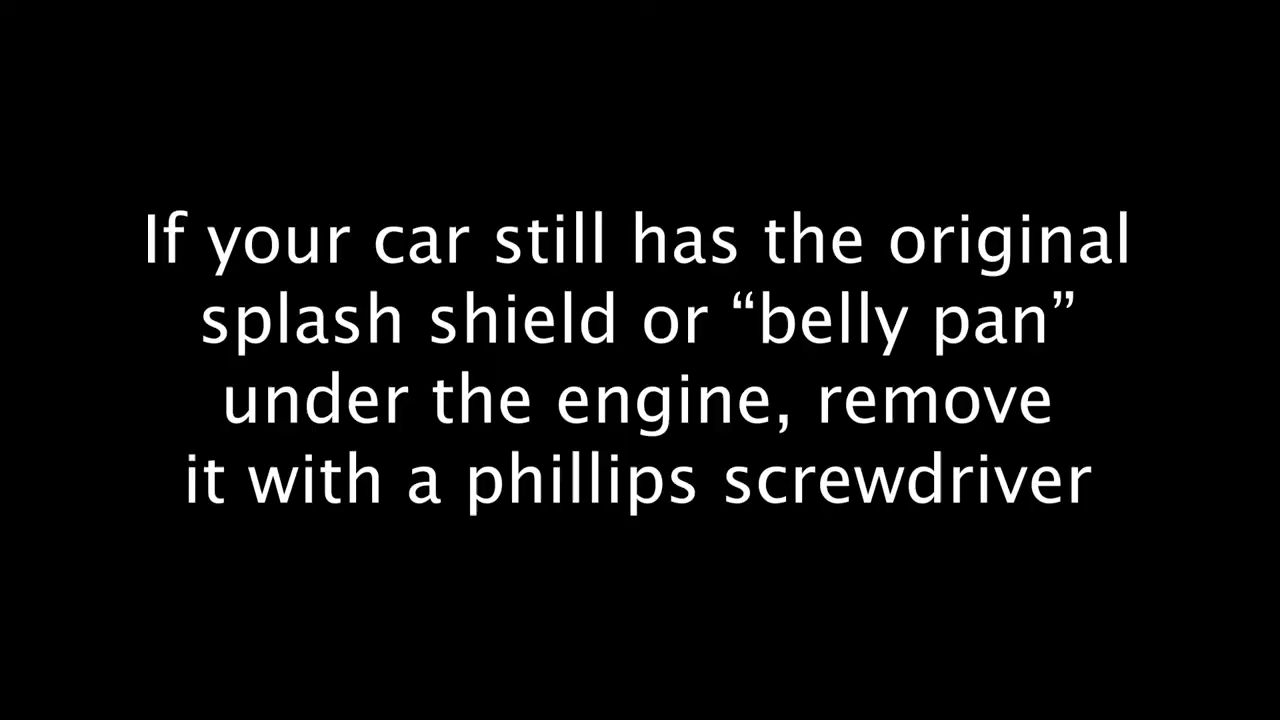 If your car still has the original
splash shield or “belly pan”
under the engine, remove
it with a phillips screwdriver